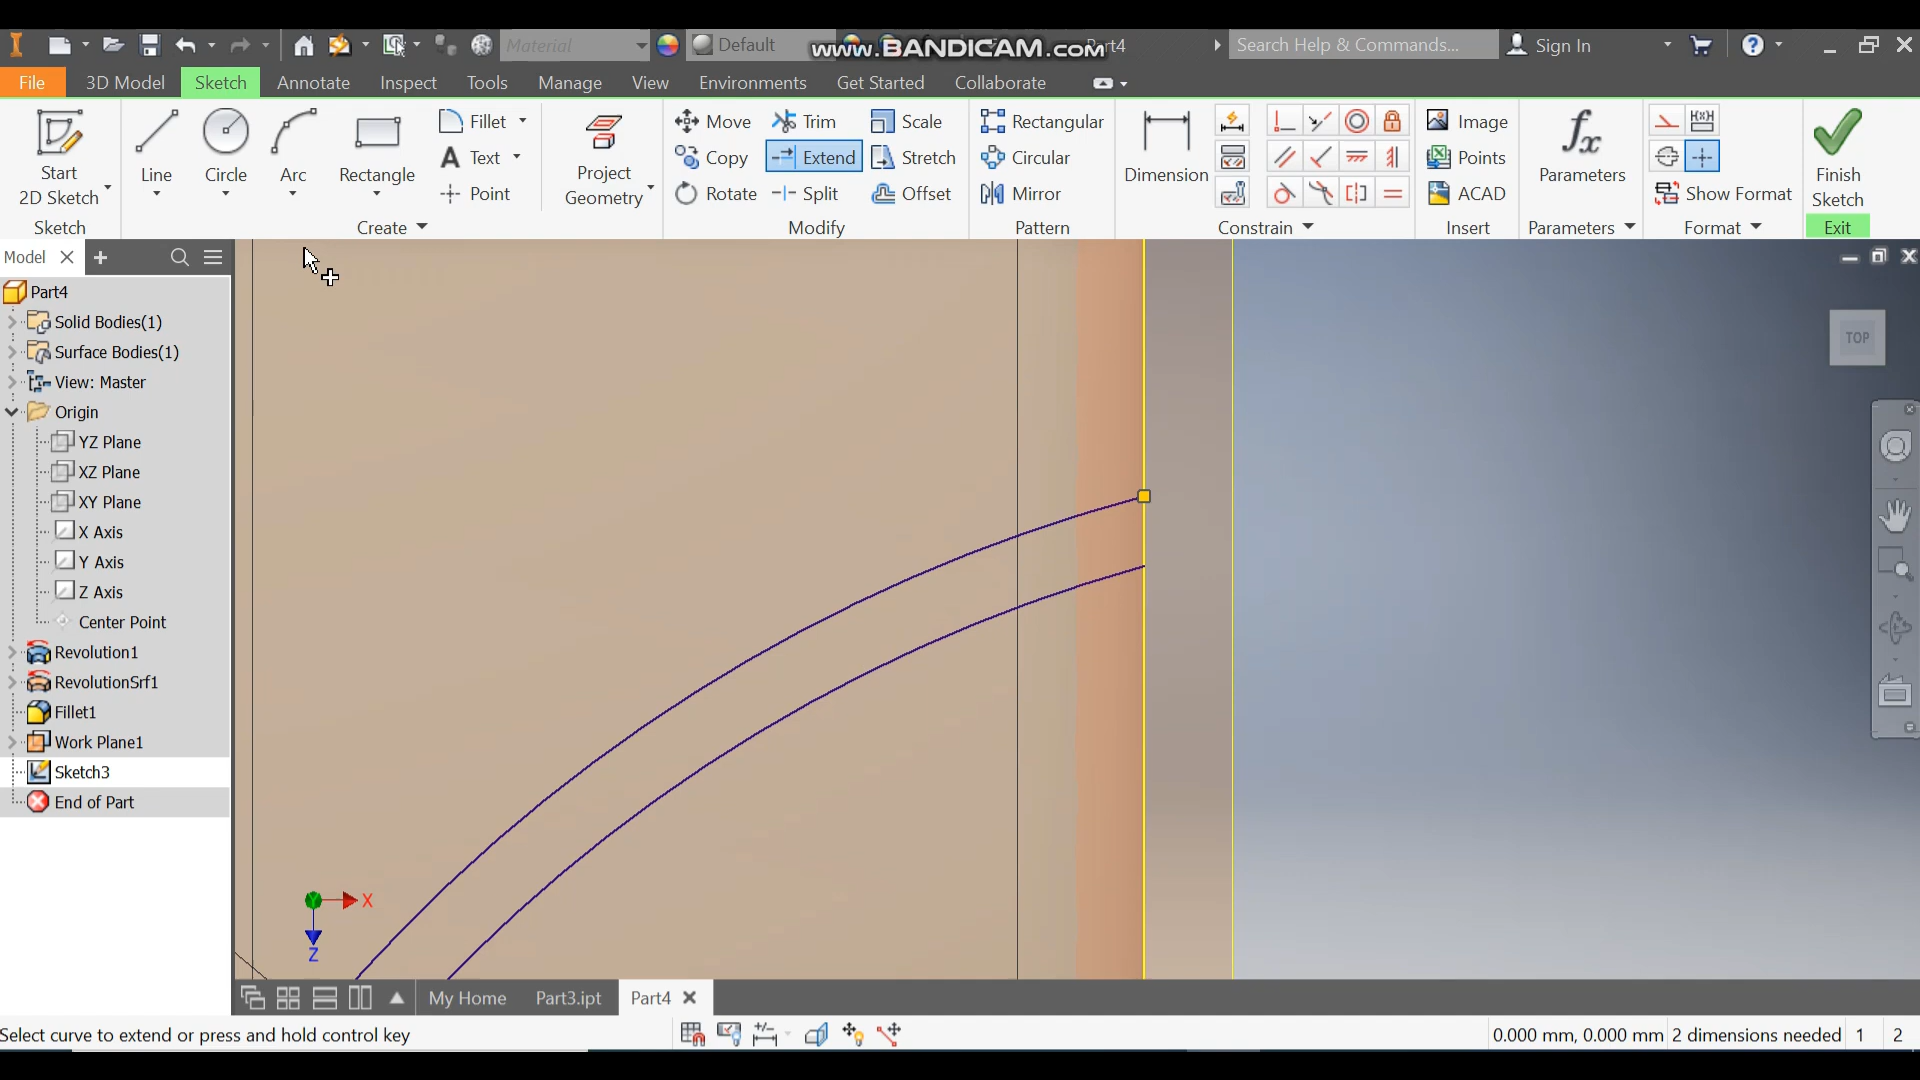 Material
Default
www.BANDICAM.com
Part4
Search Help & Commands...
Sign In
File 3D Model Sketch Annotate Inspect Tools Manage View Environments Get Started Collaborate
Start
2D Sketch
Line
Circle
Arc
Rectangle
Fillet
Text
Point
Project
Geometry
Move
Trim
Scale
Copy
Extend
Stretch
Rotate
Split
Offset
Rectangular
Circular
Mirror
Dimension
fx
Parameters
Image
Points
ACAD
Show Format
Finish
Sketch
Sketch
Create
Modify
Pattern
Constrain
Insert
Parameters
Format
Exit
Model
Part4
Solid Bodies(1)
Surface Bodies(1)
View: Master
Origin
YZ Plane
XZ Plane
XY Plane
X Axis
Y Axis
Z Axis
Center Point
Revolution1
RevolutionSrf1
Fillet1
Work Plane1
Sketch3
End of Part
TOP
X
Z
My Home
Part3.ipt
Part4
Select curve to extend or press and hold control key
0.000 mm, 0.000 mm
2 dimensions needed
1
2